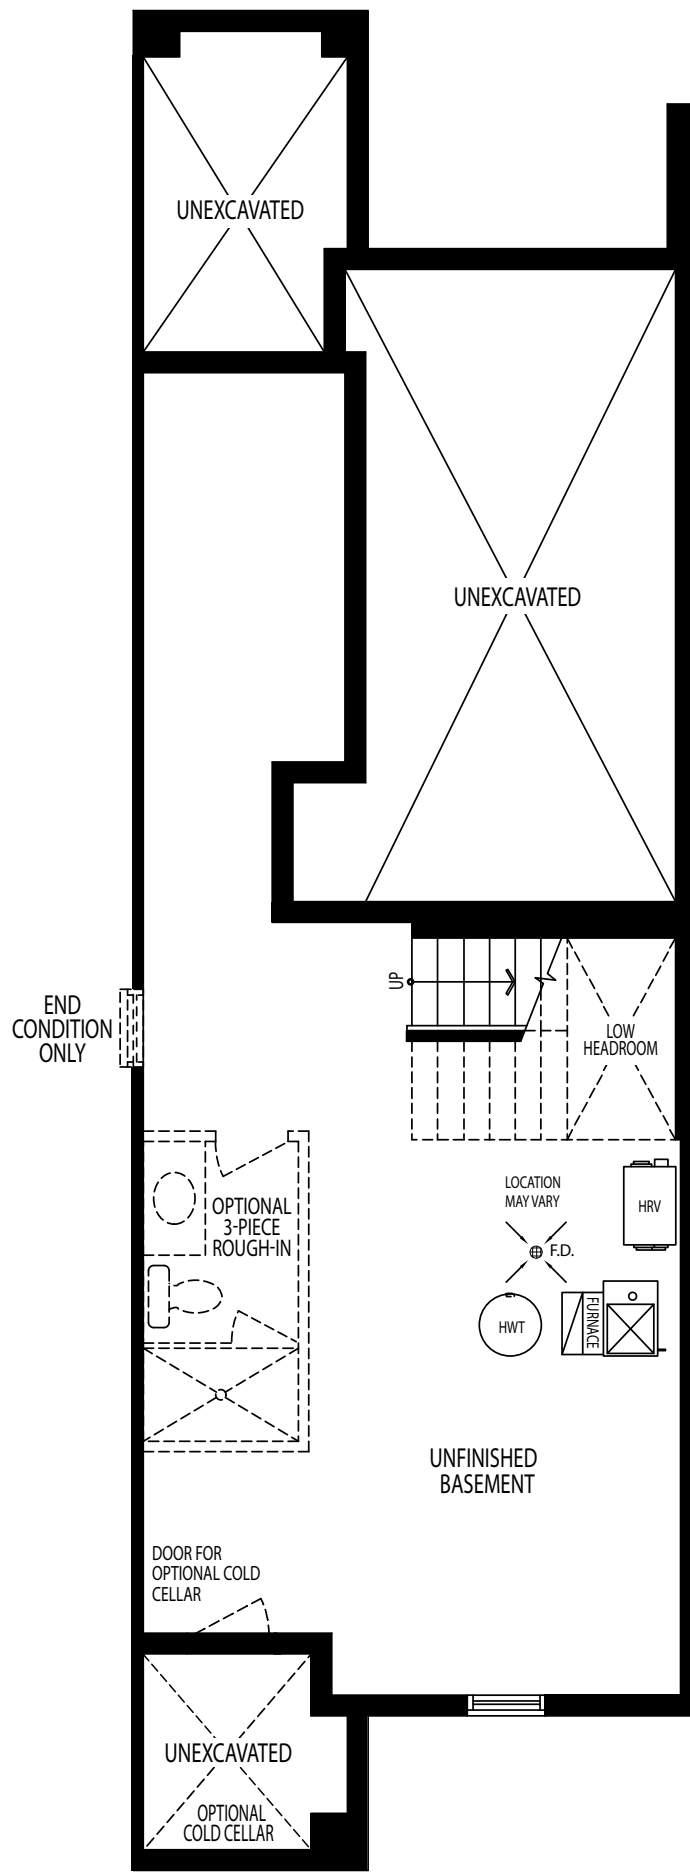 UNEXCAVATED
UNEXCAVATED
UP
END
CONDITION
ONLY
LOW
HEADROOM
LOCATION
MAY VARY
OPTIONAL
3-PIECE
ROUGH-IN
HRV
F.D.
HWT
FURNACE
UNFINISHED
BASEMENT
DOOR FOR
OPTIONAL COLD
CELLAR
UNEXCAVATED
OPTIONAL
COLD CELLAR